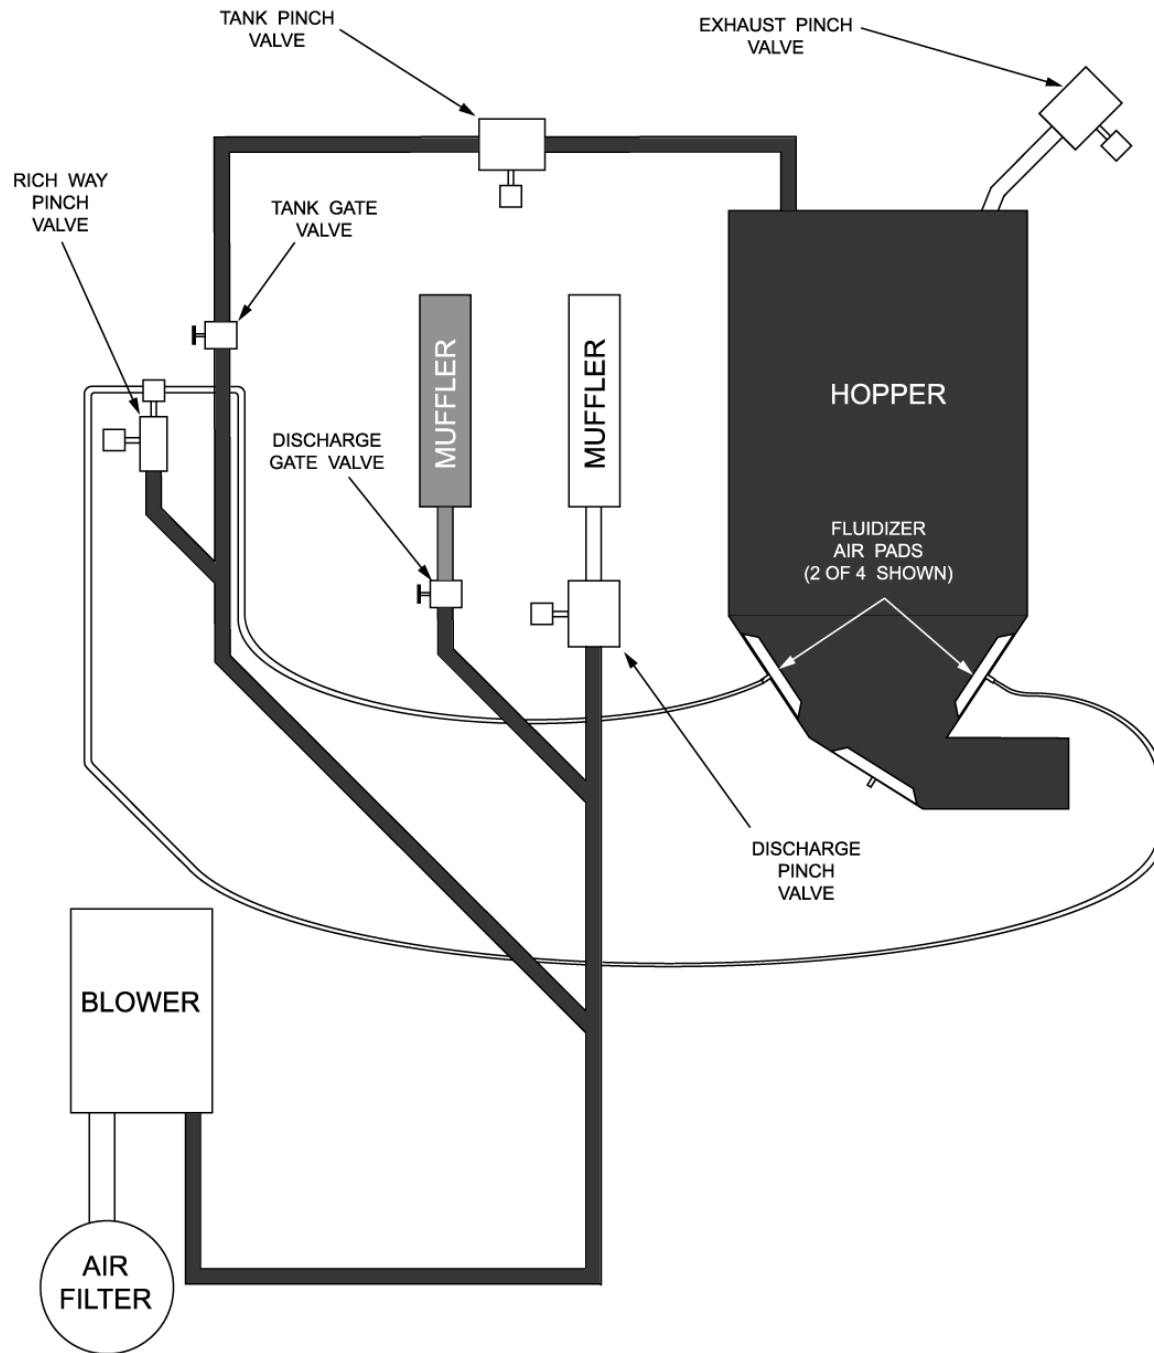 TANK PINCH
VALVE
EXHAUST PINCH
VALVE
RICH WAY
PINCH
VALVE
TANK GATE
VALVE
MUFFLER
MUFFLER
HOPPER
DISCHARGE
GATE VALVE
FLUIDIZER
AIR PADS
(2 OF 4 SHOWN)
DISCHARGE
PINCH
VALVE
BLOWER
AIR
FILTER